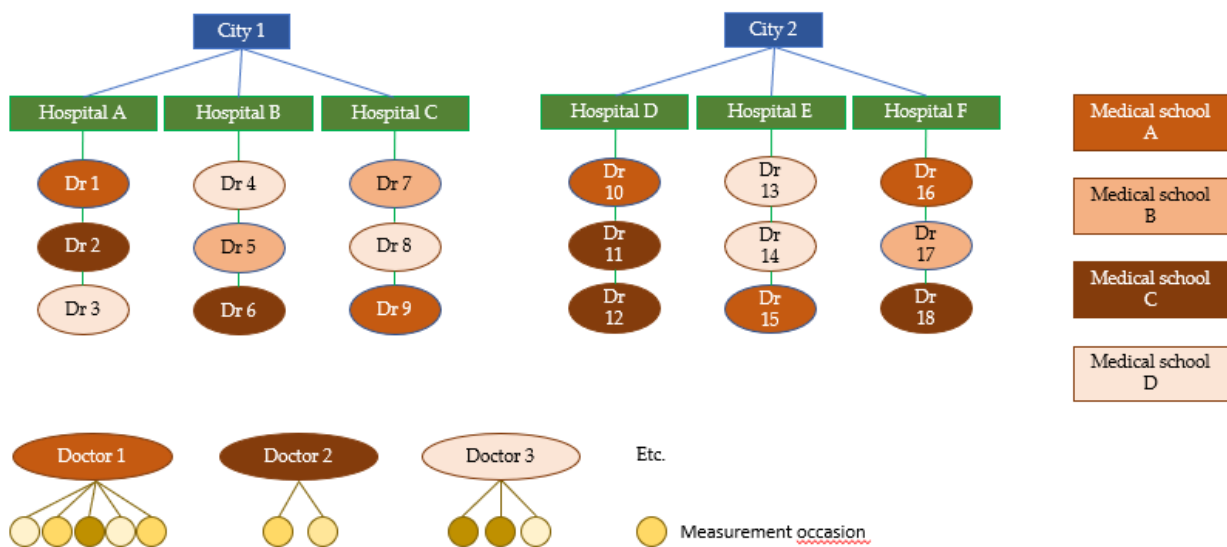 City 1
City 2
Hospital A
Hospital B
Hospital C
Hospital D
Hospital E
Hospital F
Medical school
A
Dr 1
Dr 4
Dr 7
Dr
10
Dr
13
Dr
16
Medical school
B
Dr 2
Dr 5
Dr 8
Dr
11
Dr
14
Dr
17
Medical school
C
Dr 3
Dr 6
Dr 9
Dr
12
Dr
15
Dr
18
Medical school
D
Doctor 1
Doctor 2
Doctor 3
Etc.
Measurement occasion